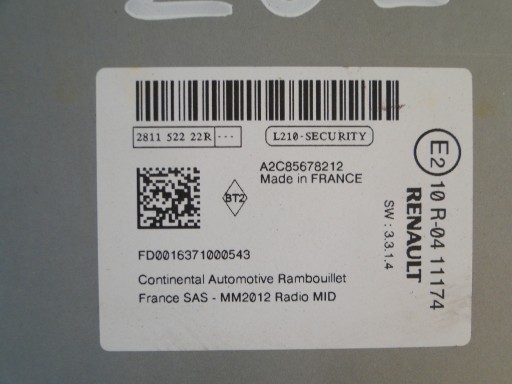 2811 522 22R ---
L210-SECURITY
A2C85678212
Made in FRANCE
BT2
FD0016371000543
Continental Automotive Rambouillet
France SAS - MM2012 Radio MID
E2 10 R-04 11174
RENAULT
SW : 3.3.1.4